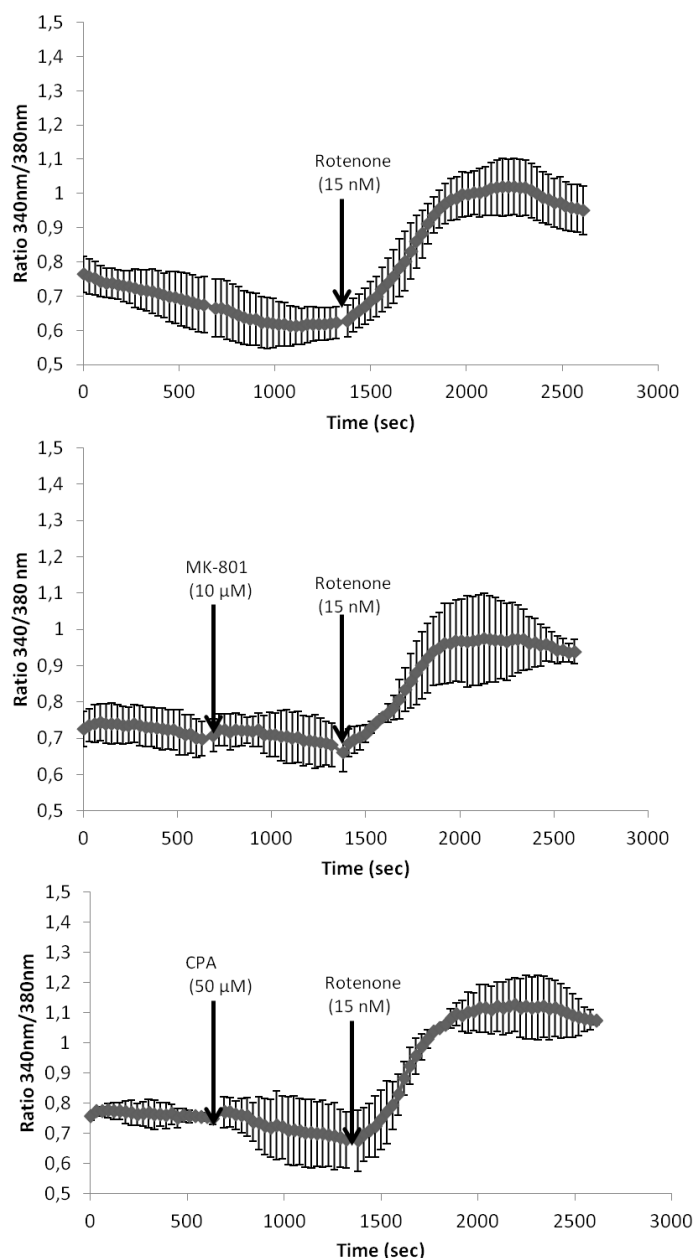 1,5
1,4
1,3
1,2
1,1
1
0,9
0,8
0,7
0,6
0,5
Ratio 340nm/380nm
Rotenone
(15 nM)
0 500 1000 1500 2000 2500 3000
Time (sec)
1,5
1,4
1,3
1,2
1,1
1
0,9
0,8
0,7
0,6
0,5
Ratio 340/380 nm
MK-801
(10 µM)
Rotenone
(15 nM)
0 500 1000 1500 2000 2500 3000
Time (sec)
1,5
1,4
1,3
1,2
1,1
1
0,9
0,8
0,7
0,6
0,5
Ratio 340nm/380nm
CPA
(50 µM)
Rotenone
(15 nM)
0 500 1000 1500 2000 2500 3000
Time (sec)